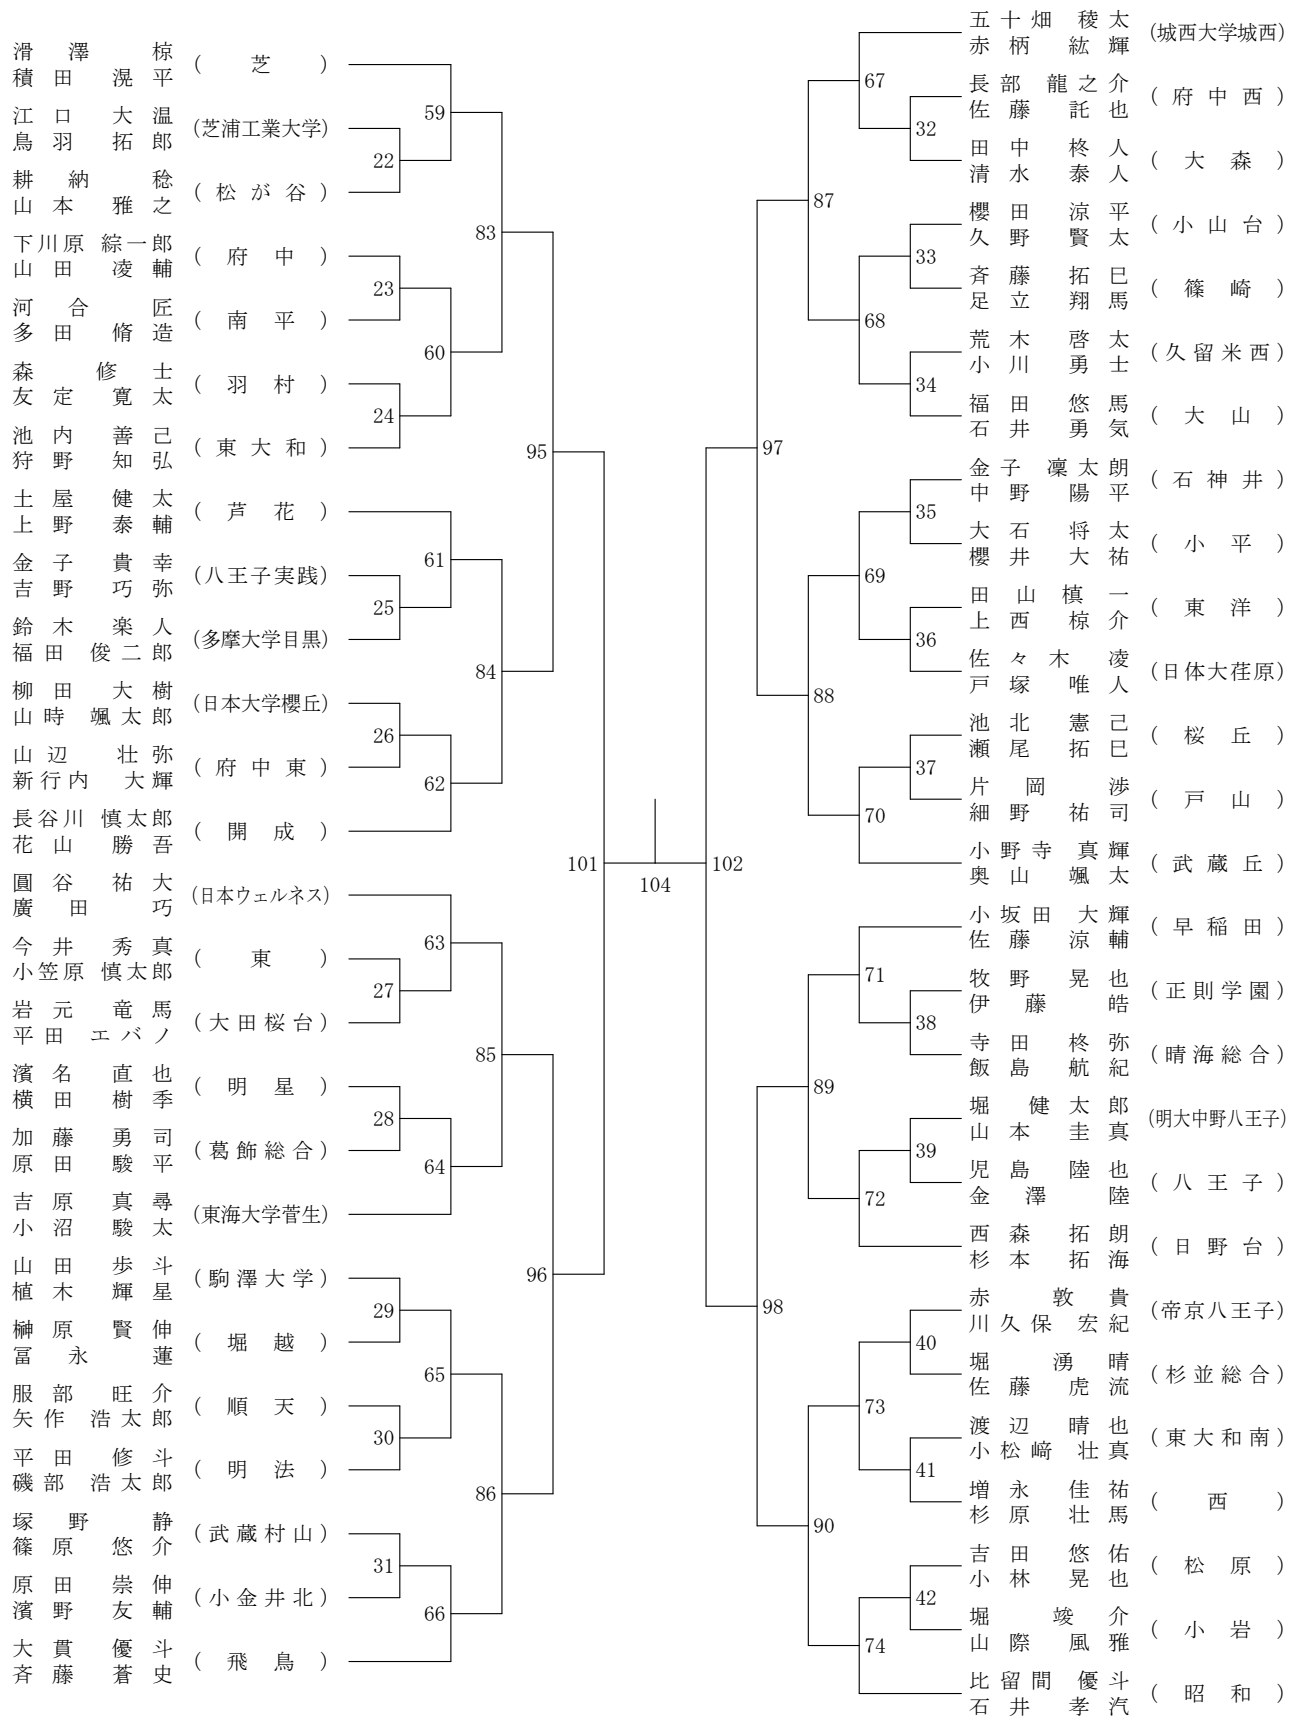 滑澤 椋
積田 滉平
(芝)
江口 大温
鳥羽 拓郎
(芝浦工業大学)
耕納 稔
山本 雅之
(松が谷)
下川原 綜一郎
山田 凌輔
(府中)
河合 匠
多田 脩造
(南平)
森 修士
友定 寛太
(羽村)
池内 善己
狩野 知弘
(東大和)
土屋 健太
上野 泰輔
(芦花)
金子 貴幸
吉野 巧弥
(八王子実践)
鈴木 楽人
福田 俊二郎
(多摩大学目黒)
柳田 大樹
山時 颯太郎
(日本大学櫻丘)
山辺 壮弥
新行内 大輝
(府中東)
長谷川 慎太郎
花山 勝吾
(開成)
圓谷 祐大
廣田 巧
(日本ウェルネス)
今井 秀真
小笠原 慎太郎
(東)
岩元 竜馬
平田 エバノ
(大田桜台)
濱名 直也
横田 樹季
(明星)
加藤 勇司
原田 駿平
(葛飾総合)
吉原 真尋
小沼 駿太
(東海大学菅生)
山田 歩斗
植木 輝星
(駒澤大学)
榊原 賢伸
冨永 蓮
(堀越)
服部 旺介
矢作 浩太郎
(順天)
平田 修斗
磯部 浩太郎
(明法)
塚野 静
篠原 悠介
(武蔵村山)
原田 崇伸
濱野 友輔
(小金井北)
大貫 優斗
斉藤 蒼史
(飛鳥)
59
22
83
23
60
24
95
61
25
84
26
62
101
63
27
85
28
64
96
29
65
30
86
31
66
104
102
67
32
87
33
68
34
97
35
69
36
88
37
70
71
38
89
39
72
98
40
73
41
90
42
74
五十畑 稜太
赤柄 紘輝
(城西大学城西)
長部 龍之介
佐藤 託也
(府中西)
田中 柊人
清水 泰人
(大森)
櫻田 涼平
久野 賢太
(小山台)
斉藤 拓巳
足立 翔馬
(篠崎)
荒木 啓太
小川 勇士
(久留米西)
福田 悠馬
石井 勇気
(大山)
金子 凜太朗
中野 陽平
(石神井)
大石 将太
櫻井 大祐
(小平)
田山 槙一
上西 椋介
(東洋)
佐々木 凌
戸塚 唯人
(日体大荏原)
池北 憲己
瀬尾 拓巳
(桜丘)
片岡 渉
細野 祐司
(戸山)
小野寺 真輝
奥山 颯太
(武蔵丘)
小坂田 大輝
佐藤 涼輔
(早稲田)
牧野 晃也
伊藤 皓
(正則学園)
寺田 柊弥
飯島 航紀
(晴海総合)
堀 健太郎
山本 圭真
(明大中野八王子)
児島 陸也
金澤 陸
(八王子)
西森 拓朗
杉本 拓海
(日野台)
赤 敦貴
川久保 宏紀
(帝京八王子)
堀 湧晴
佐藤 虎流
(杉並総合)
渡辺 晴也
小松﨑 壮真
(東大和南)
増永 佳祐
杉原 壮馬
(西)
吉田 悠佑
小林 晃也
(松原)
堀 竣介
山際 風雅
(小岩)
比留間 優斗
石井 孝汽
(昭和)